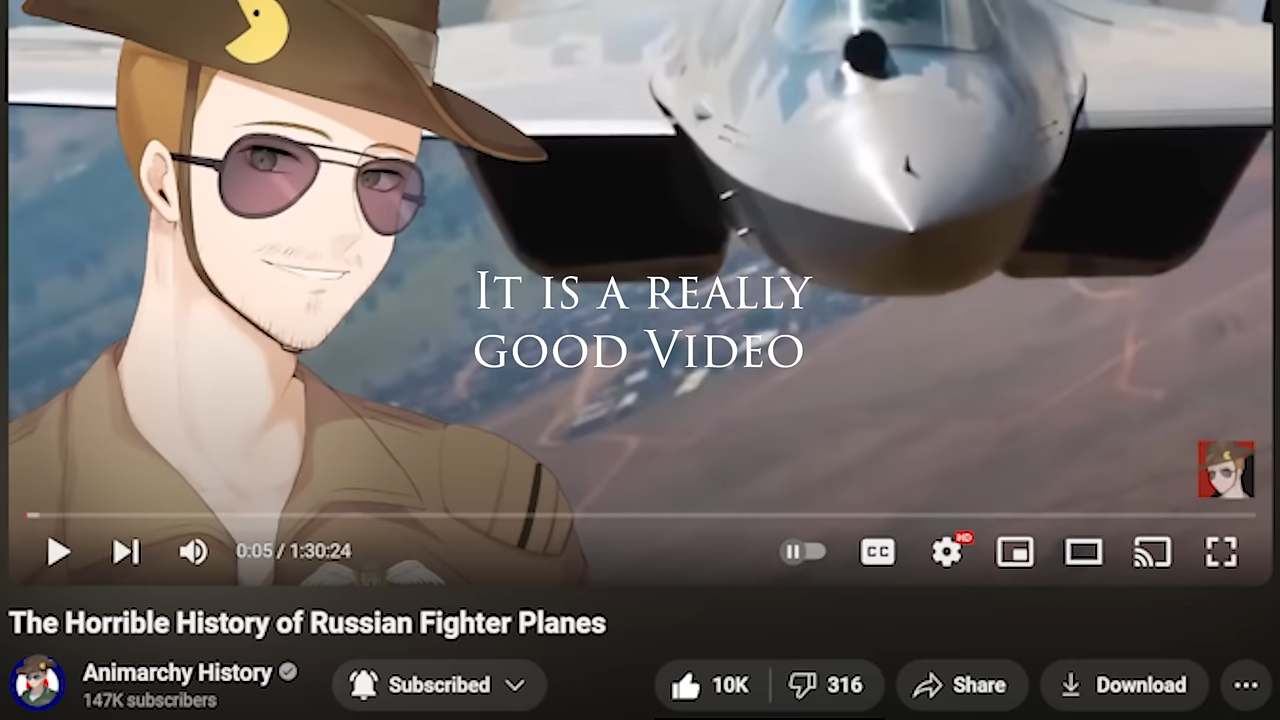 It is a really
good Video
0:05 / 1:30:24
CC
HD
The Horrible History of Russian Fighter Planes
Animarchy History
147K subscribers
Subscribed
10K
316
Share
Download